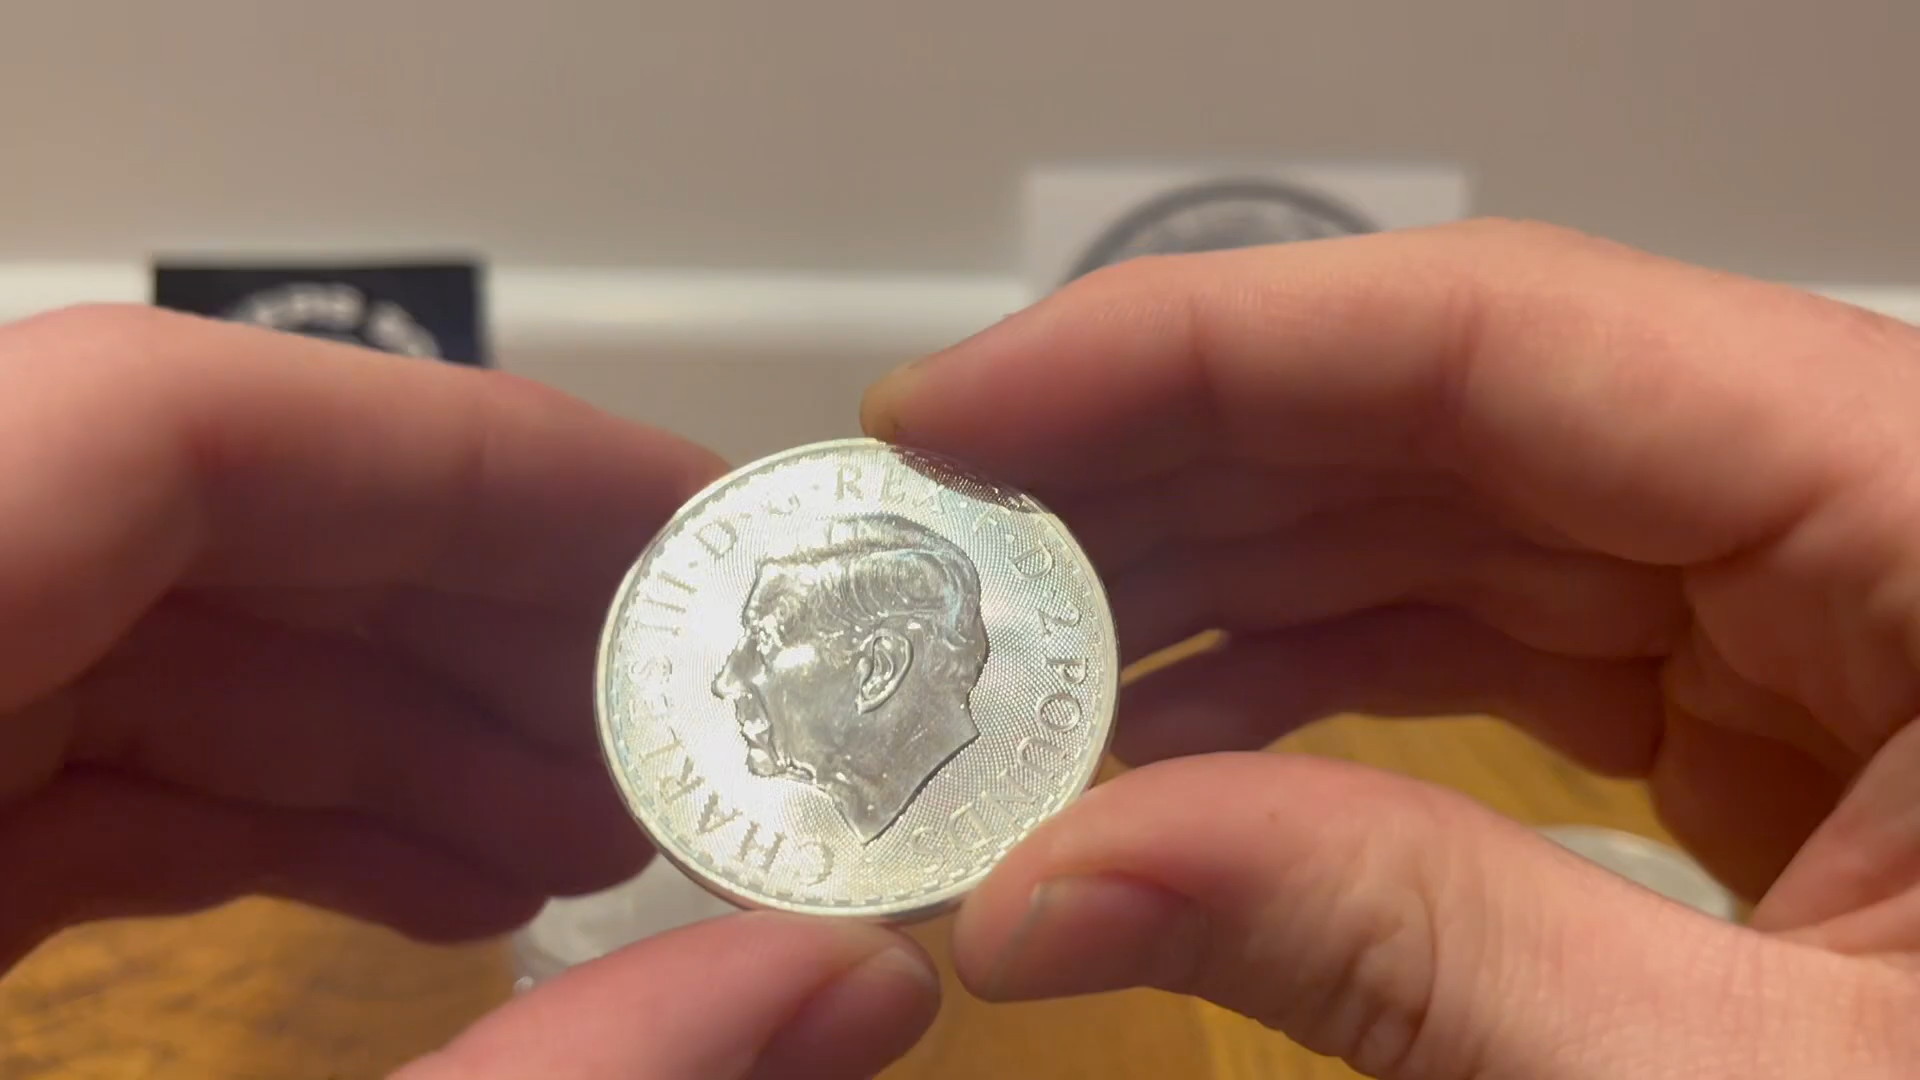 CHARLES III · D · G · REX · F · D · 2 POUNDS